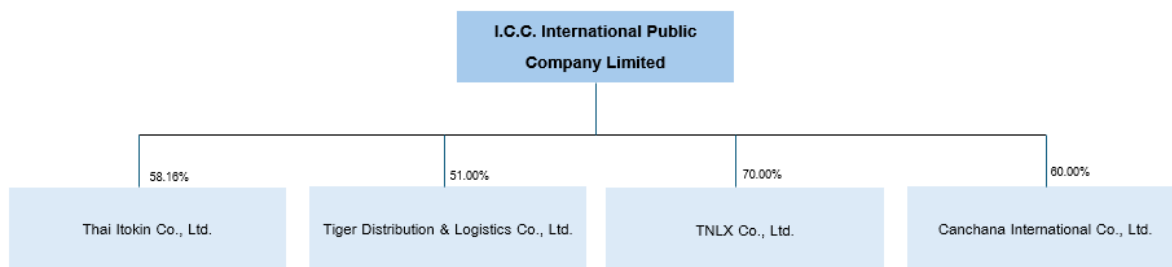 I.C.C. International Public
Company Limited
58.16%
51.00%
70.00%
60.00%
Thai Itokin Co., Ltd.
Tiger Distribution & Logistics Co., Ltd.
TNLX Co., Ltd.
Canchana International Co., Ltd.